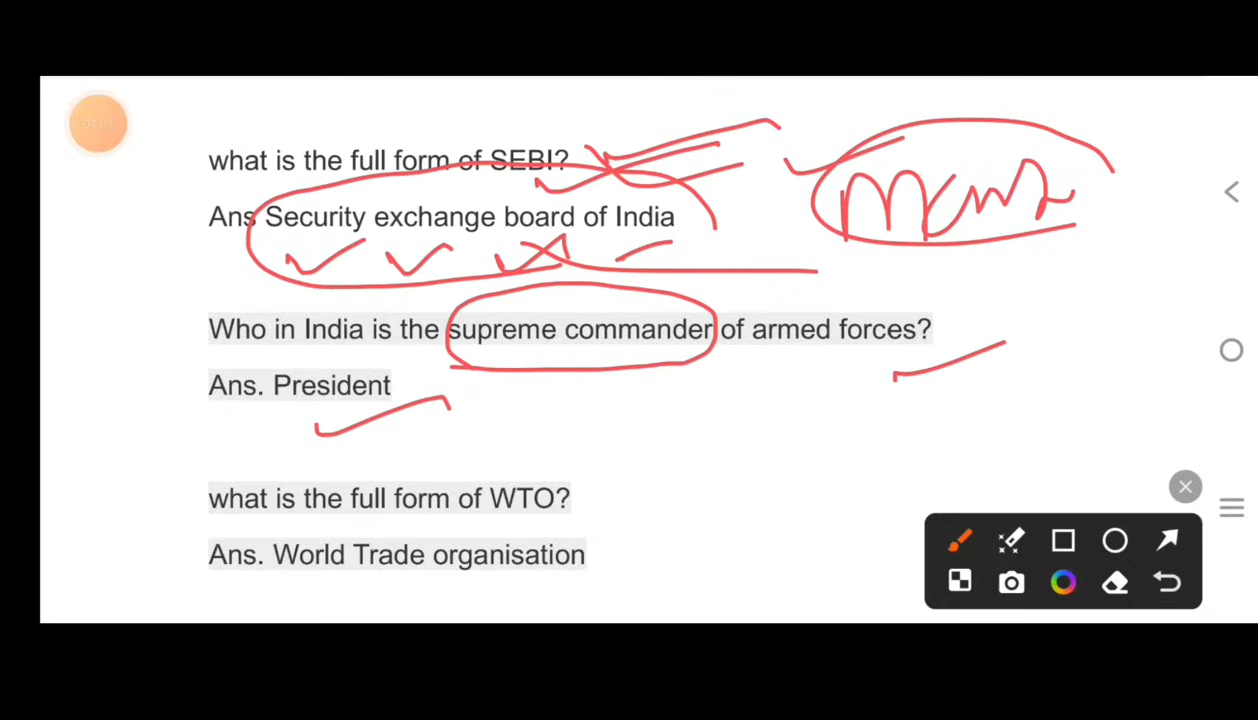 what is the full form of SEBI?
Ans Security exchange board of India
Who in India is the supreme commander of armed forces?
Ans. President
what is the full form of WTO?
Ans. World Trade organisation